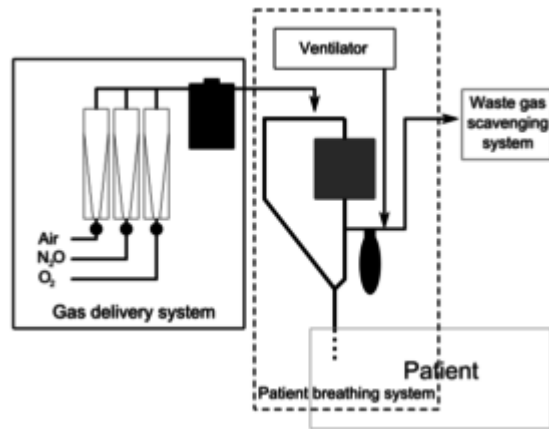 Ventilator
Waste gas
scavenging
system
Air
N₂O
O₂
Gas delivery system
Patient
Patient breathing system